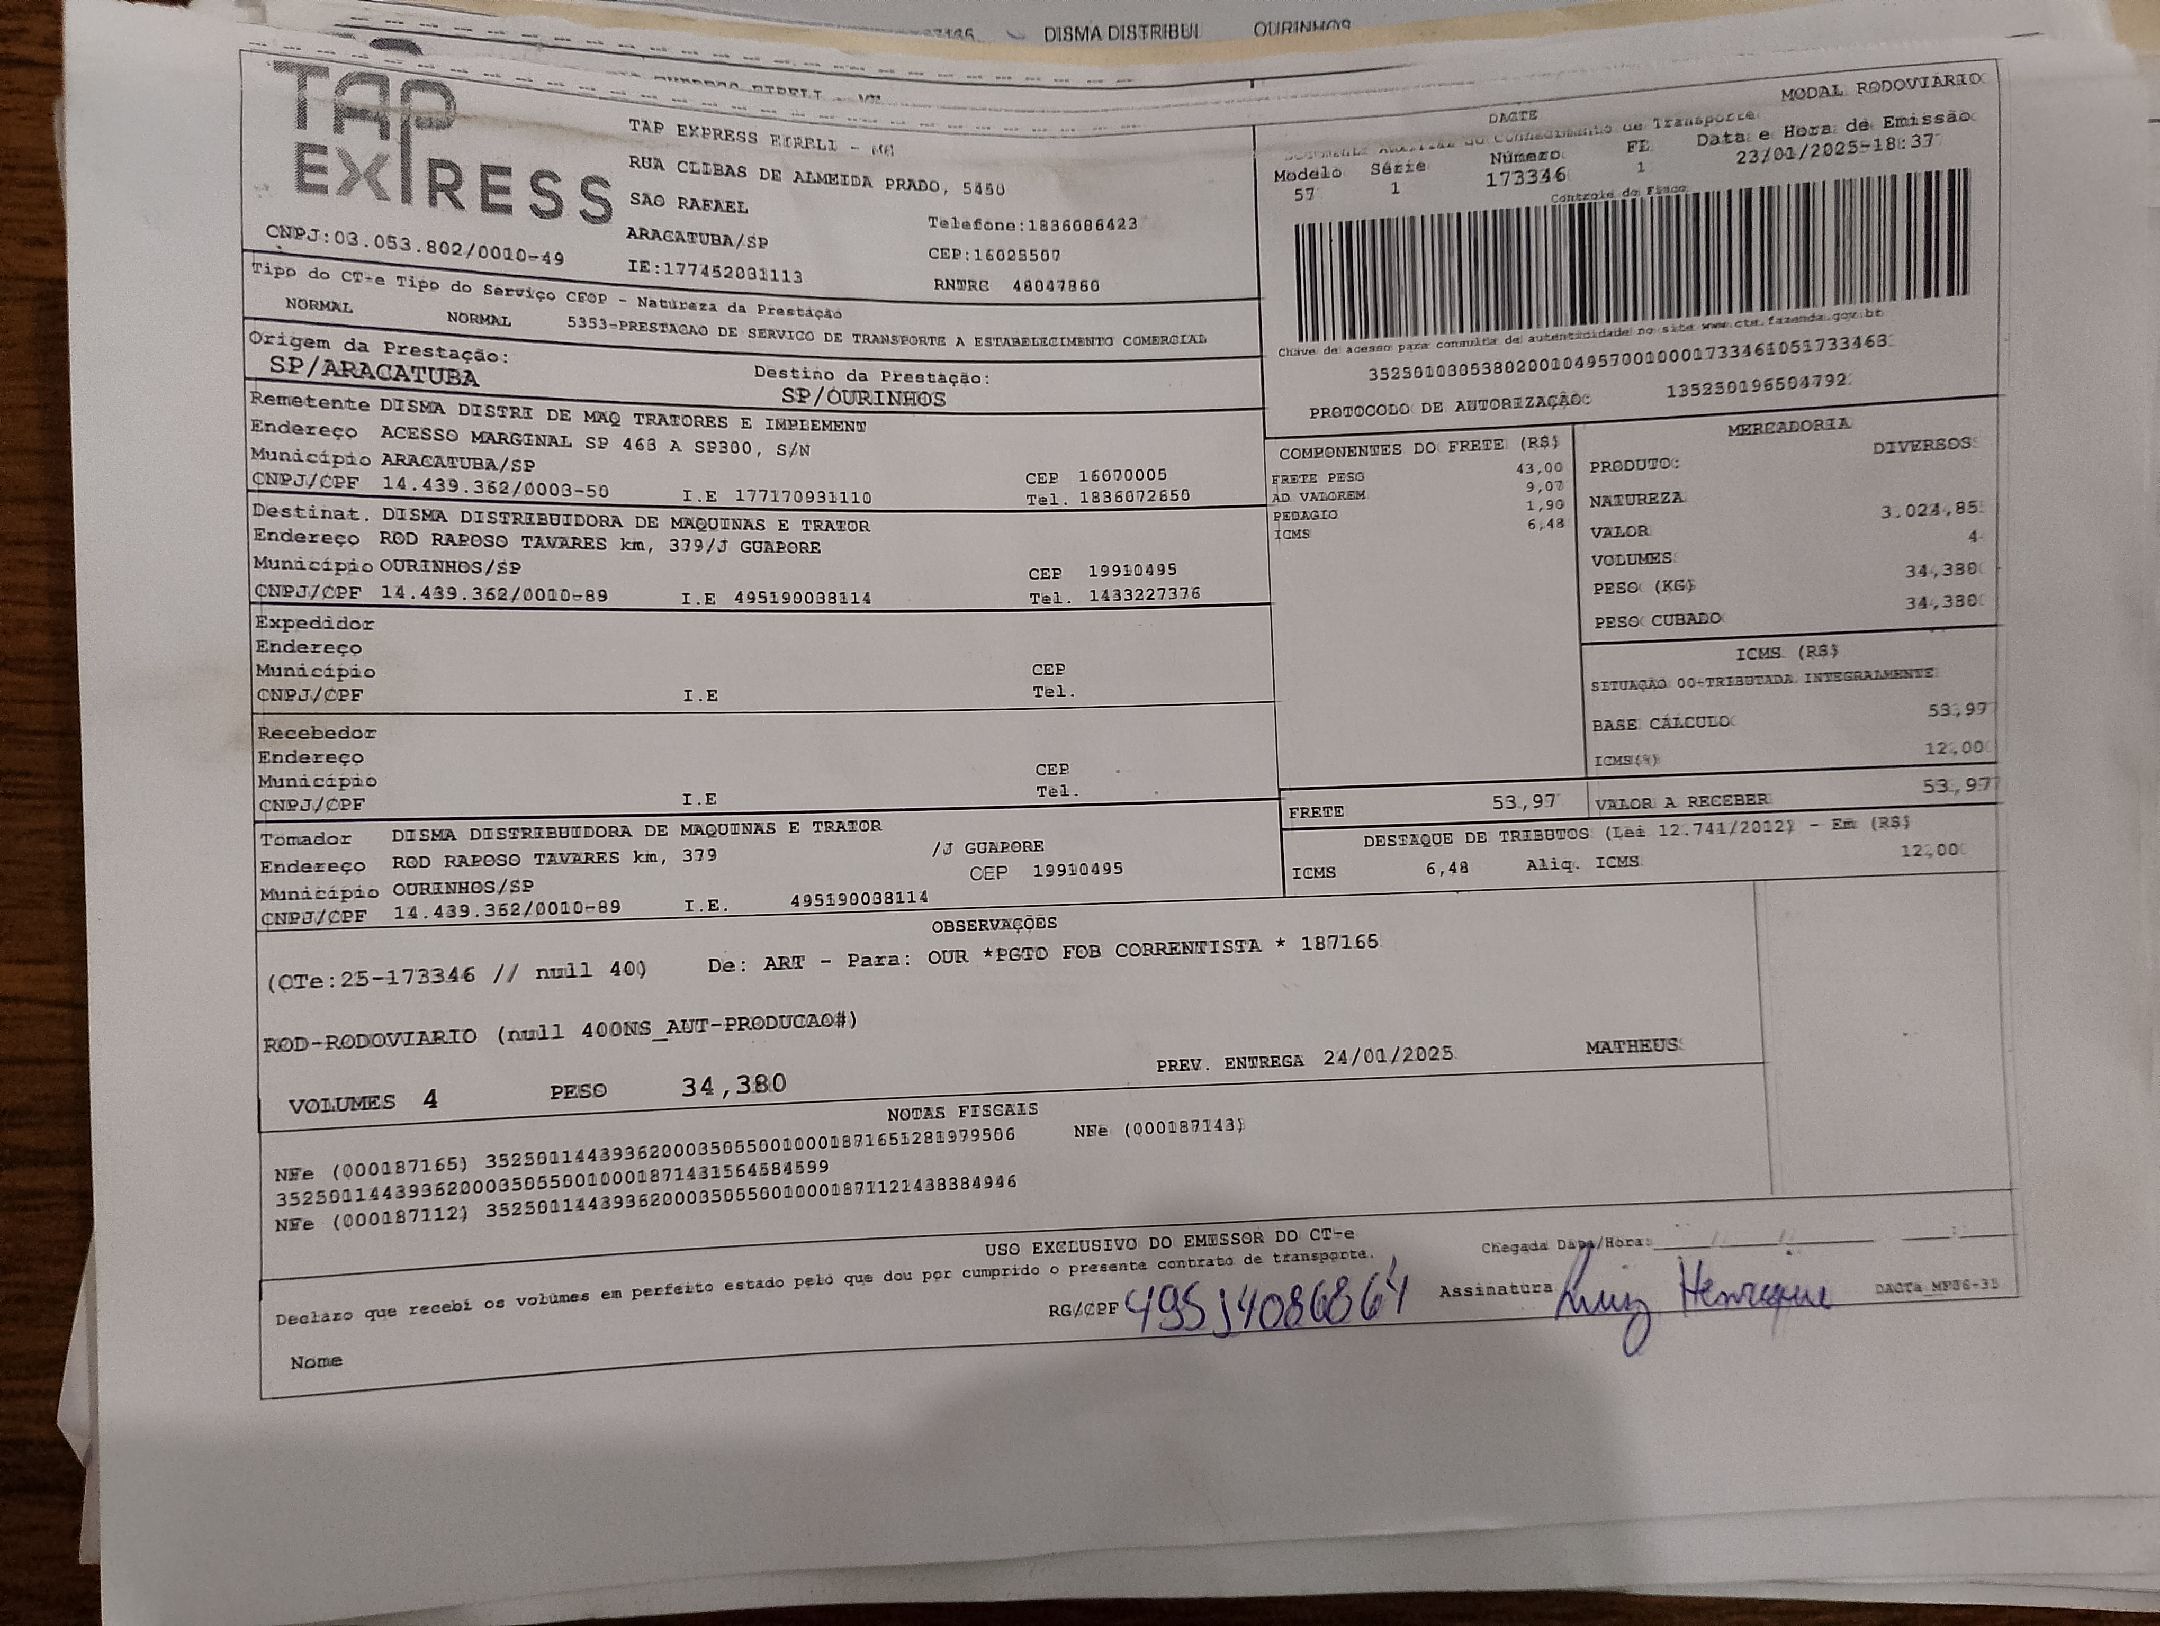 DISMA DISTRIBUI OURINHOS
TAP
EXPRESS
TAP EXPRESS EIRELI -
RUA CLIBAS DE ALMEIDA PRADO, 5450
SAO RAFAEL
Telefone:1836086423
ARACATUBA/SP
CEP:16028507
CNPJ:03.053.802/0010-49
IE:177452031113
RNTRC 48047860
MODAL RODOVIÁRIO
DACTE
Modelo Série Número FL Data e Hora de Emissão
57 1 173346 1 23/01/2025-18:37
Controle do Fisco
Chave de acesso para consulta de autenticidade no site www.cte.fazenda.gov.br
35250103053802001049570010001733461051733463
PROTOCOLO DE AUTORIZAÇÃO 135250196504792
Tipo do CT-e Tipo do Serviço CFOP - Natureza da Prestação
NORMAL NORMAL 5353-PRESTACAO DE SERVICO DE TRANSPORTE A ESTABELECIMENTO COMERCIAL
Origem da Prestação: Destino da Prestação:
SP/ARACATUBA SP/OURINHOS
Remetente DISMA DISTRI DE MAQ TRATORES E IMPLEMENT
Endereço ACESSO MARGINAL SP 463 A SP300, S/N
Município ARACATUBA/SP CEP 16070005
CNPJ/CPF 14.439.362/0003-50 I.E 177170931110 Tel. 1836072650
Destinat. DISMA DISTRIBUIDORA DE MAQUINAS E TRATOR
Endereço ROD RAPOSO TAVARES km, 379/J GUAPORE
Município OURINHOS/SP CEP 19910495
CNPJ/CPF 14.439.362/0010-89 I.E 495190038114 Tel. 1433227376
Expedidor
Endereço
Município CEP
CNPJ/CPF I.E Tel.
Recebedor
Endereço
Município CEP
CNPJ/CPF I.E Tel.
Tomador DISMA DISTRIBUIDORA DE MAQUINAS E TRATOR
Endereço ROD RAPOSO TAVARES km, 379 /J GUAPORE
Município OURINHOS/SP CEP 19910495
CNPJ/CPF 14.439.362/0010-89 I.E. 495190038114
COMPONENTES DO FRETE (R$)
FRETE PESO 43,00
AD VALOREM 9,07
PEDAGIO 1,90
ICMS 6,48
MERCADORIA
PRODUTO: DIVERSOS
NATUREZA
VALOR 3.024,85
VOLUMES 4
PESO (KG) 34,380
PESO CUBADO 34,380
ICMS (R$)
SITUAÇÃO 00-TRIBUTADA INTEGRALMENTE
BASE CÁLCULO 53,97
ICMS(%) 12,00
FRETE 53,97 VALOR A RECEBER 53,97
DESTAQUE DE TRIBUTOS (Lei 12.741/2012) - Em (R$)
ICMS 6,48 Aliq. ICMS 12,00
OBSERVAÇÕES
(CTe:25-173346 // null 40) De: ART - Para: OUR *PGTO FOB CORRENTISTA * 187165
ROD-RODOVIARIO (null 400NS_AUT-PRODUCAO#)
VOLUMES 4 PESO 34,380 PREV. ENTREGA 24/01/2025 MATHEUS
NOTAS FISCAIS
NFe (000187165) 35250114439362000350550010001871651281979506 NFe (000187143)
35250114439362000350550010001871431564584599
NFe (000187112) 35250114439362000350550010001871121438384946
USO EXCLUSIVO DO EMISSOR DO CT-e
Declaro que recebi os volumes em perfeito estado pelo que dou por cumprido o presente contrato de transporte.
Chegada Data/Hora: ____//____//____ ____:____
Nome RG/CPF 49514086864 Assinatura Luiz Henrique DACTe_MP06-35